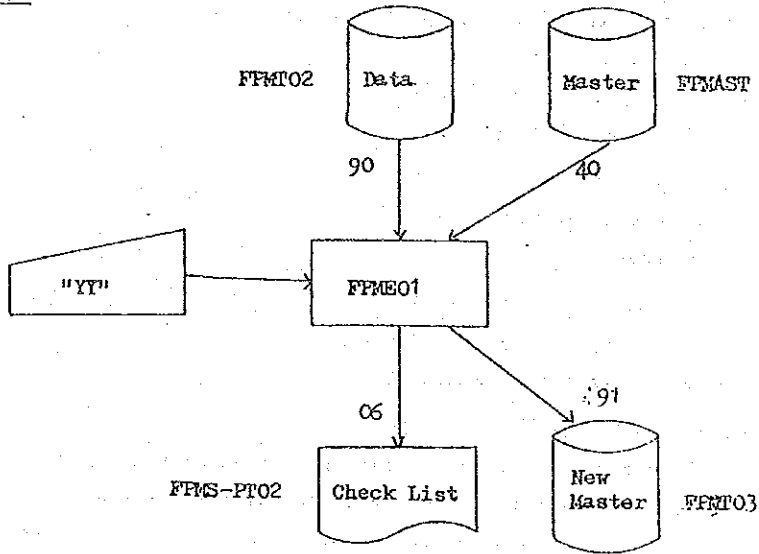 FPMT02
Data
Master
FPMAST
90
40
"YY"
FPME01
06
91
FPMS-PT02
Check List
New
Master
FPMT03